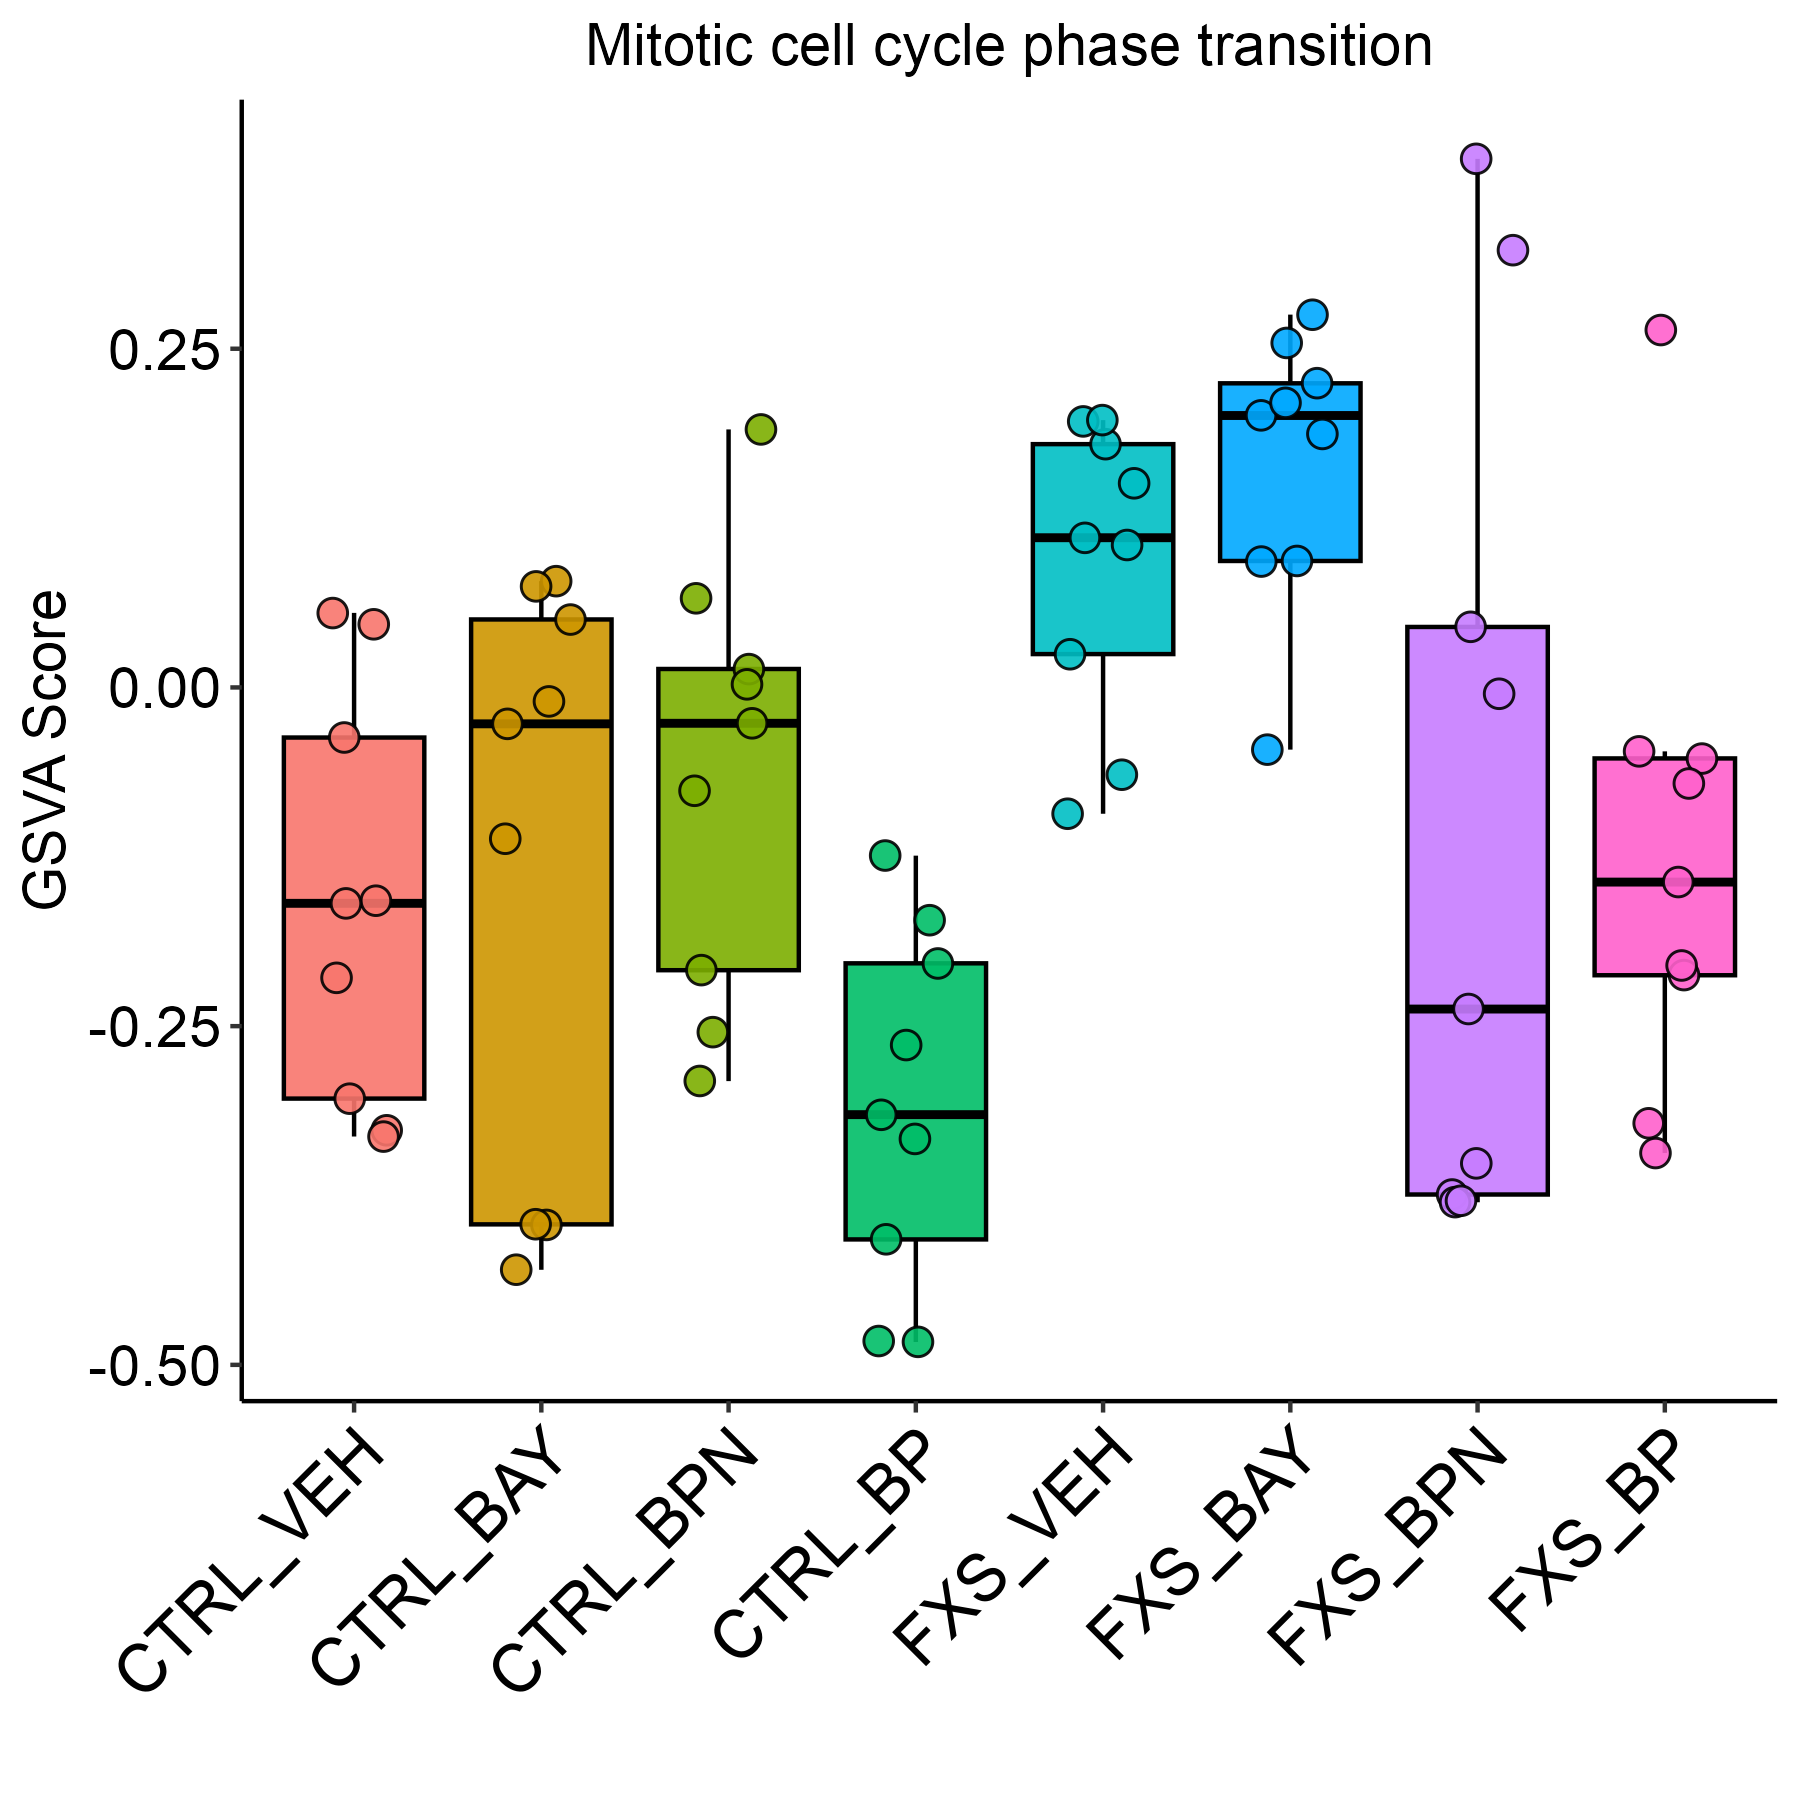 Mitotic cell cycle phase transition
GSVA Score
0.25
0.00
-0.25
-0.50
CTRL_VEH
CTRL_BAY
CTRL_BPN
CTRL_BP
FXS_VEH
FXS_BAY
FXS_BPN
FXS_BP